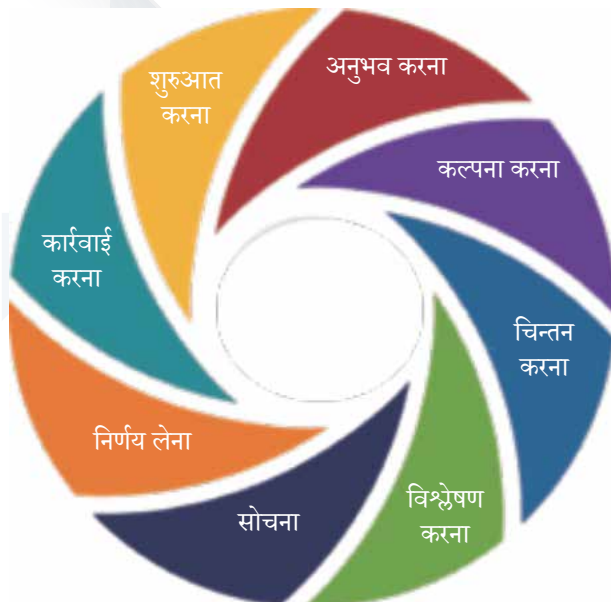 शुरुआत
करना
अनुभव करना
कल्पना करना
चिन्तन
करना
विश्लेषण
करना
सोचना
निर्णय लेना
कार्रवाई
करना